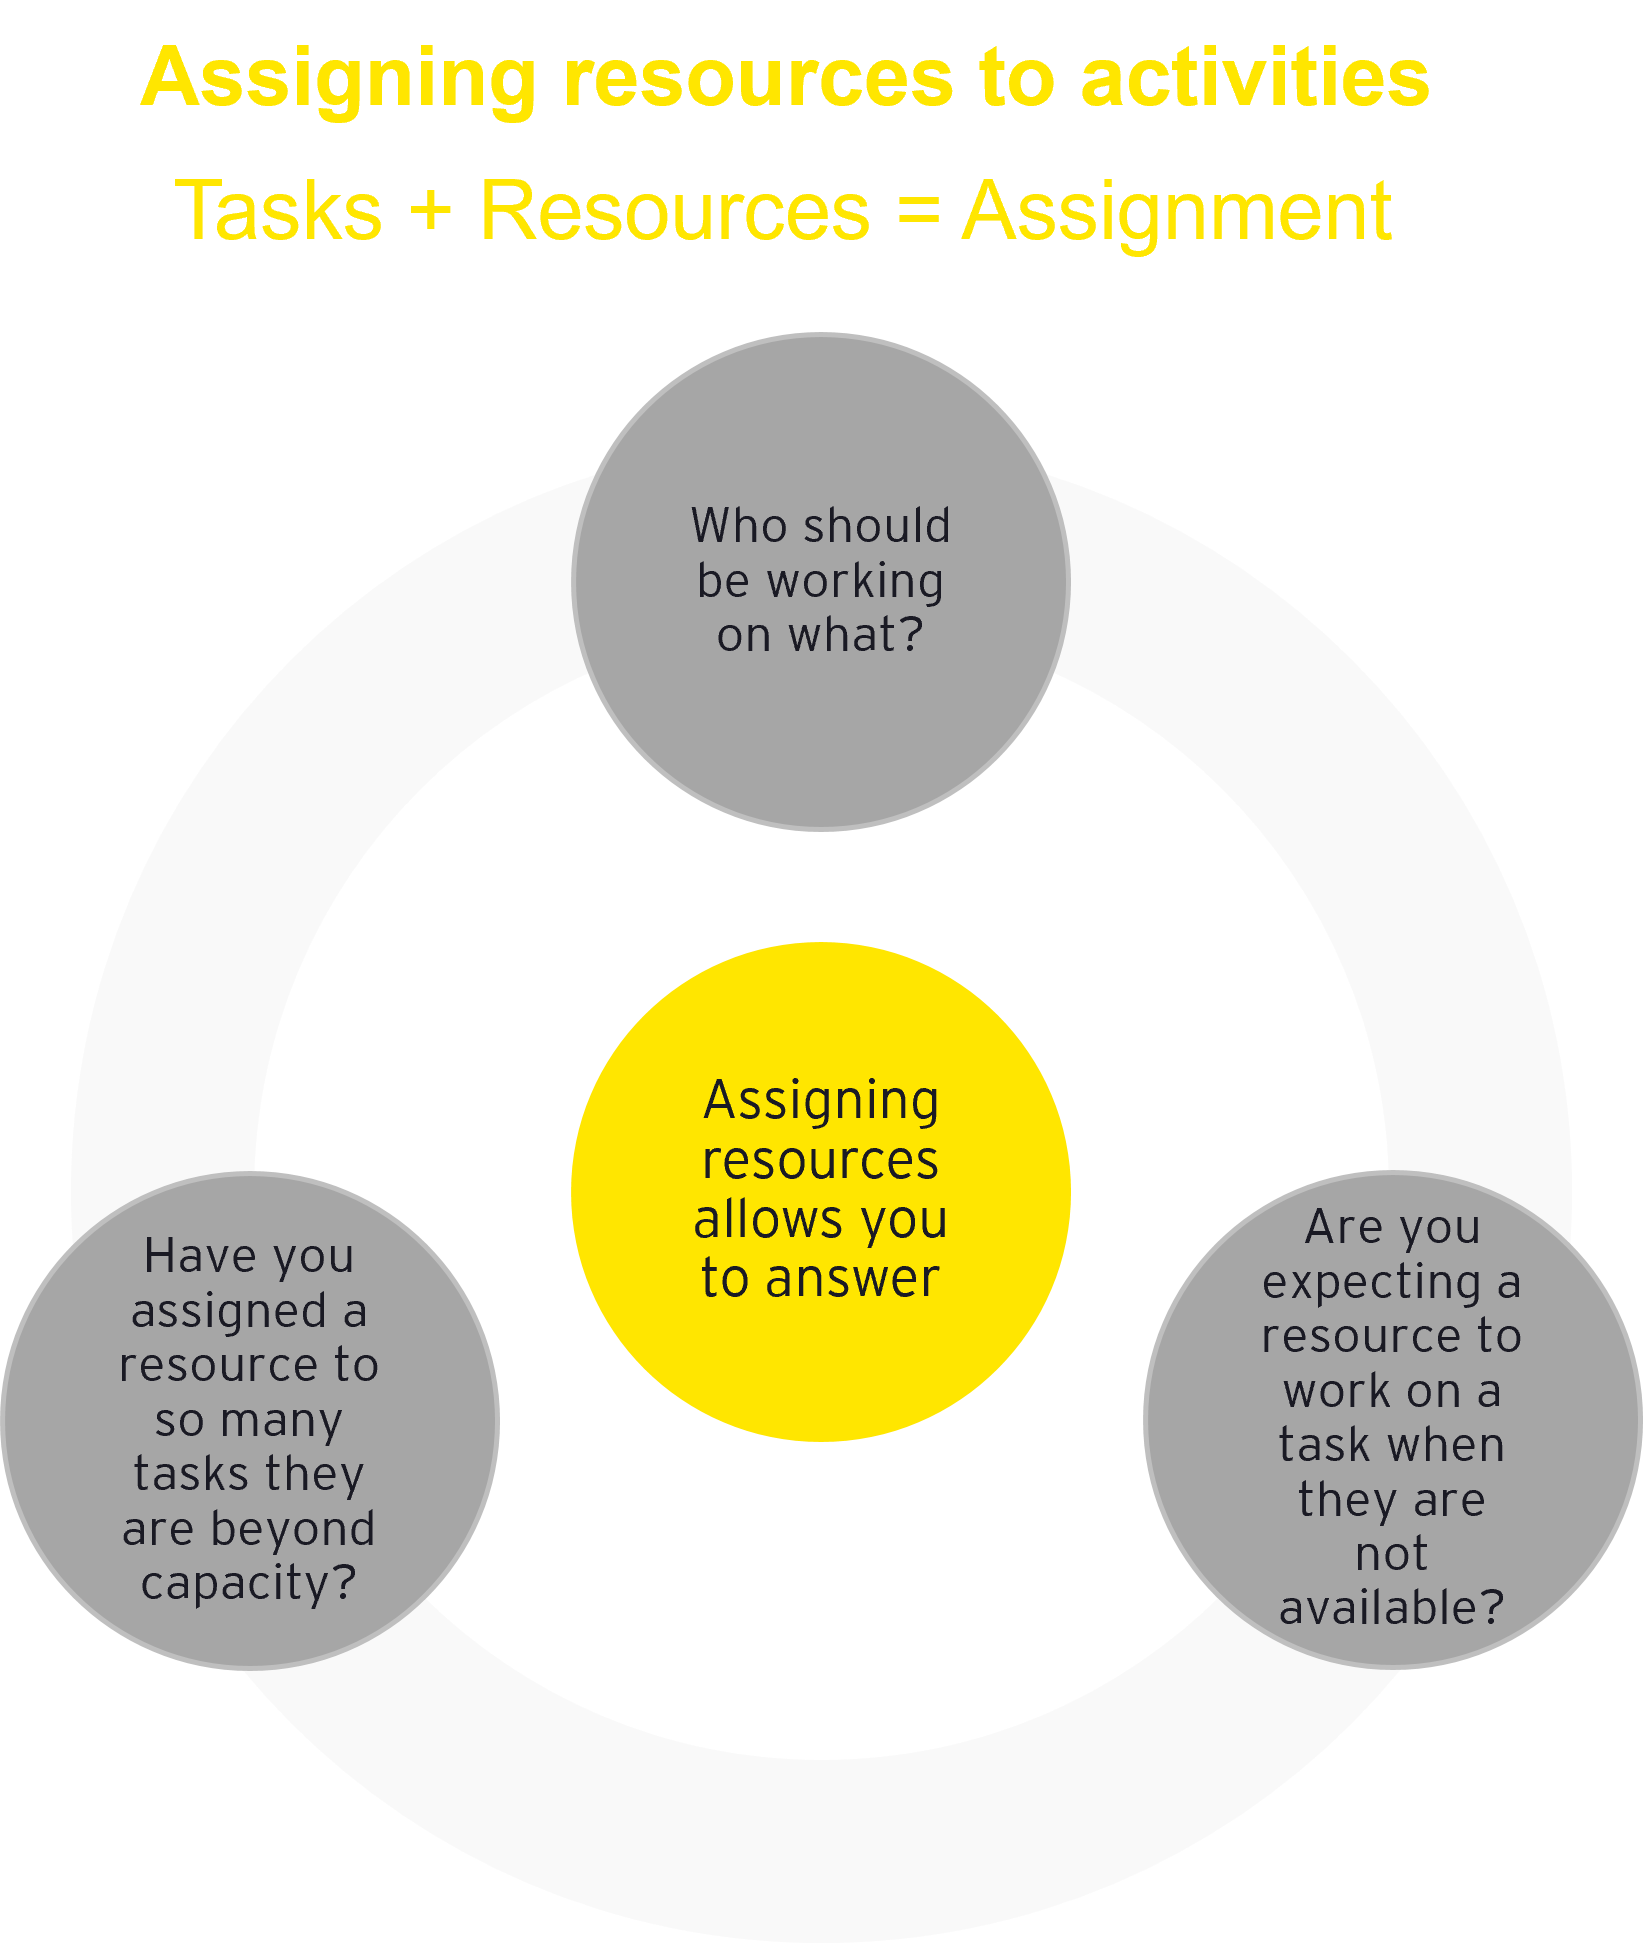 Assigning resources to activities
Tasks + Resources = Assignment
Who should
be working
on what?
Assigning
resources
allows you
to answer
Have you
assigned a
resource to
so many
tasks they
are beyond
capacity?
Are you
expecting a
resource to
work on a
task when
they are
not
available?